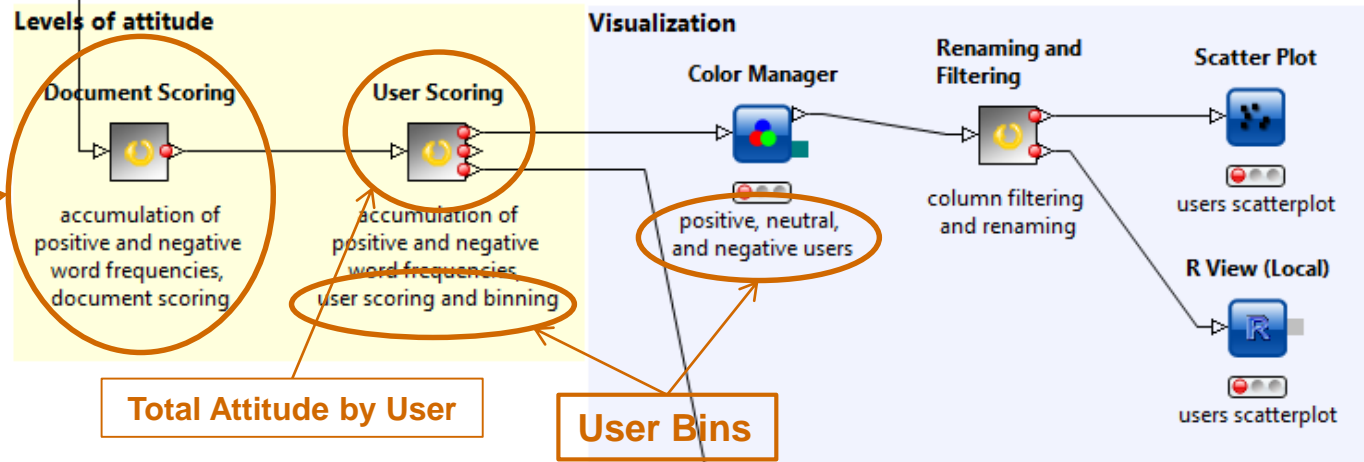 Levels of attitude
Document Scoring
accumulation of
positive and negative
word frequencies,
document scoring
User Scoring
accumulation of
positive and negative
word frequencies,
user scoring and binning
Total Attitude by User
User Bins
Visualization
Color Manager
positive, neutral,
and negative users
Renaming and
Filtering
column filtering
and renaming
Scatter Plot
users scatterplot
R View (Local)
R
users scatterplot